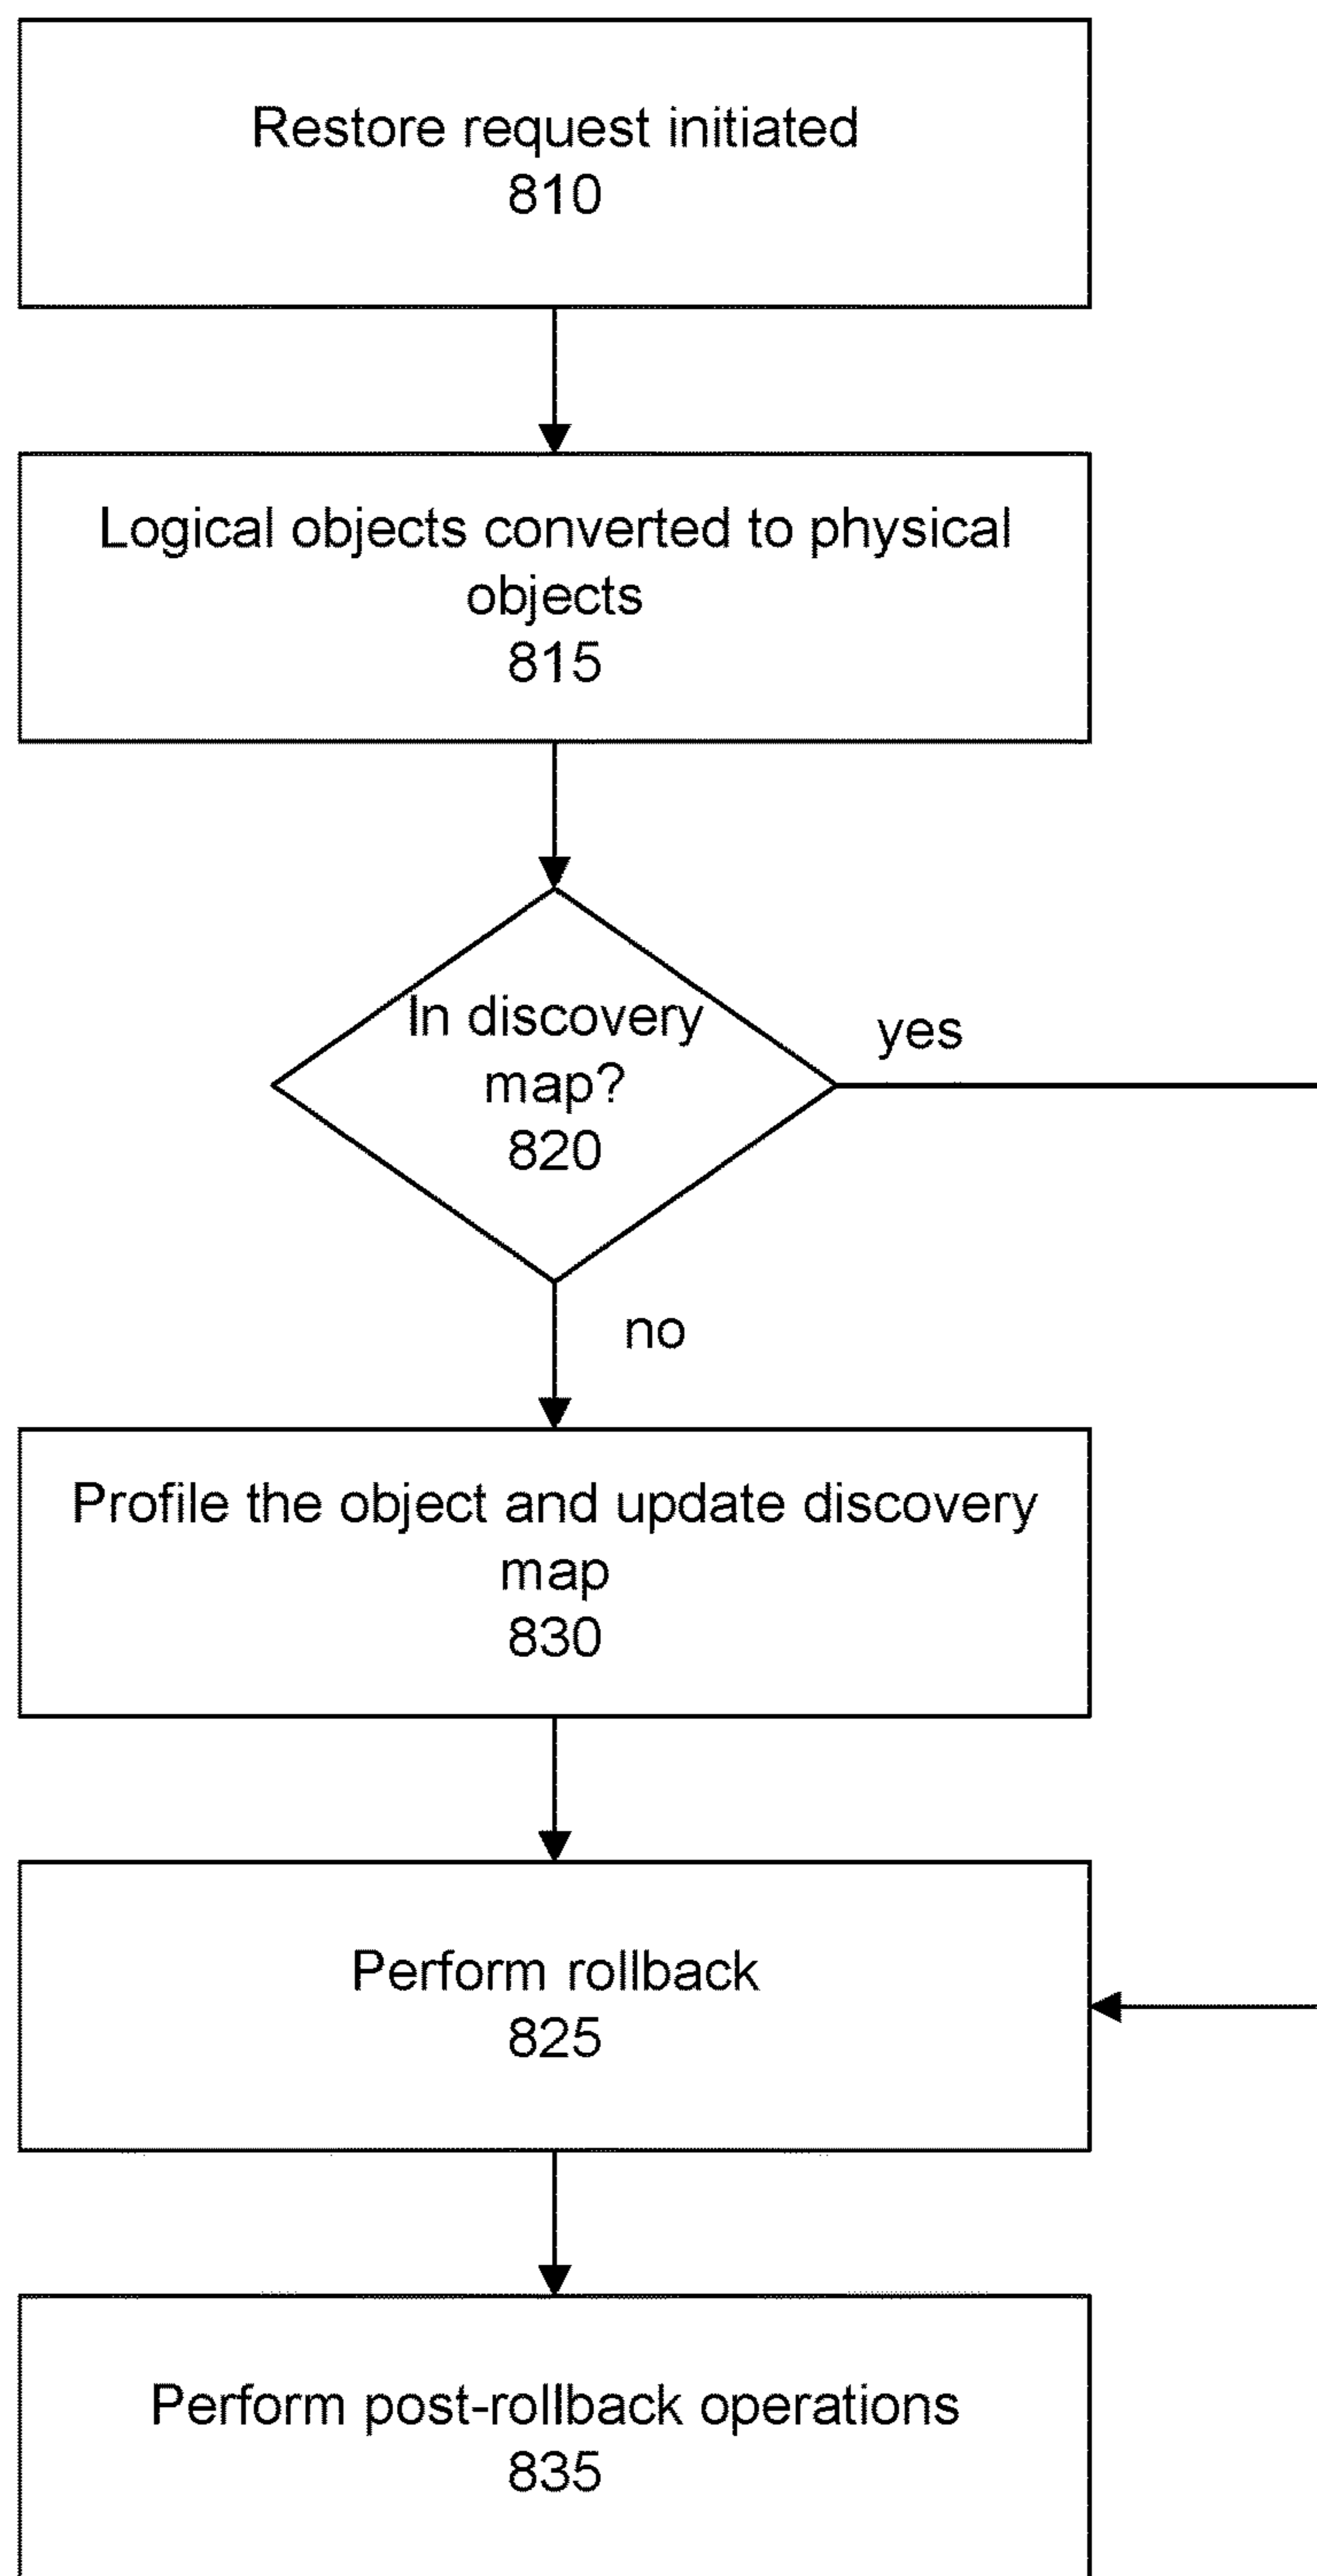 Restore request initiated
810
Logical objects converted to physical
objects
815
In discovery
map?
820
yes
no
Profile the object and update discovery
map
830
Perform rollback
825
Perform post-rollback operations
835